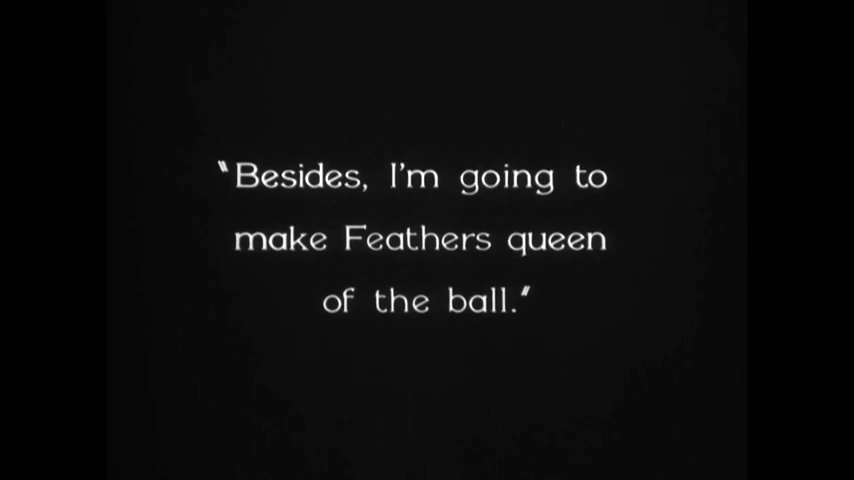 "Besides, I'm going to
make Feathers queen
of the ball."